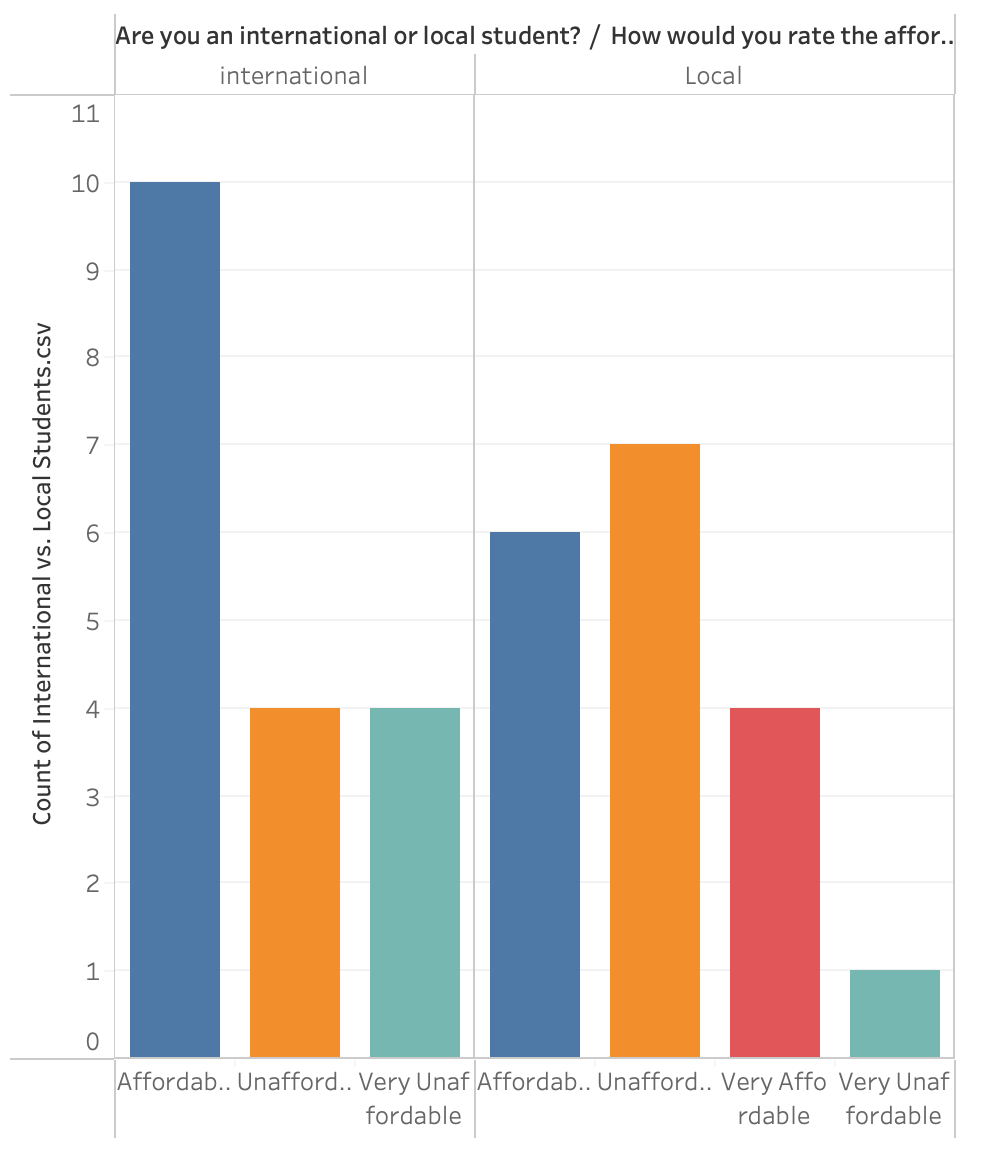 Are you an international or local student? / How would you rate the affor..
international
Local
11
10
9
8
7
6
5
4
3
2
1
0
Count of International vs. Local Students.csv
Affordab..
Unafford..
Very Unaf
fordable
Affordab..
Unafford..
Very Affo
rdable
Very Unaf
fordable